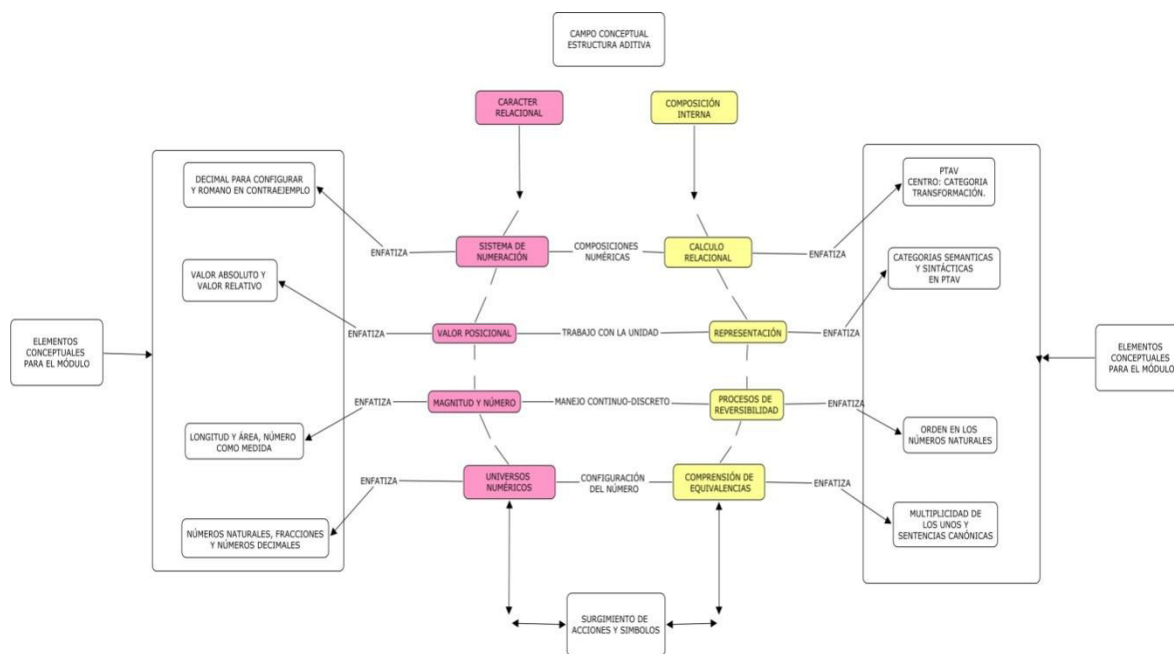 CAMPO CONCEPTUAL
ESTRUCTURA ADITIVA
CARACTER
RELACIONAL
COMPOSICIÓN
INTERNA
DECIMAL PARA CONFIGURAR
Y ROMANO EN CONTRAEJEMPLO
PTAV
CENTRO: CATEGORIA
TRANSFORMACIÓN.
ENFATIZA
SISTEMA DE
NUMERACIÓN
COMPOSICIONES
NUMÉRICAS
CALCULO
RELACIONAL
ENFATIZA
VALOR ABSOLUTO Y
VALOR RELATIVO
CATEGORIAS SEMANTICAS
Y SINTÁCTICAS
EN PTAV
ENFATIZA
VALOR POSICIONAL
TRABAJO CON LA UNIDAD
REPRESENTACIÓN
ENFATIZA
ELEMENTOS
CONCEPTUALES
PARA EL MÓDULO
ELEMENTOS
CONCEPTUALES
PARA EL MÓDULO
ENFATIZA
MAGNITUD Y NÚMERO
MANEJO CONTINUO-DISCRETO
PROCESOS DE
REVERSIBILIDAD
ENFATIZA
LONGITUD Y ÁREA, NÚMERO
COMO MEDIDA
ORDEN EN LOS
NÚMEROS NATURALES
ENFATIZA
UNIVERSOS
NUMÉRICOS
CONFIGURACIÓN
DEL NÚMERO
COMPRENSIÓN DE
EQUIVALENCIAS
ENFATIZA
NÚMEROS NATURALES, FRACCIONES
Y NÚMEROS DECIMALES
MULTIPLICIDAD DE
LOS UNOS Y
SENTENCIAS CANÓNICAS
SURGIMIENTO DE
ACCIONES Y SIMBOLOS